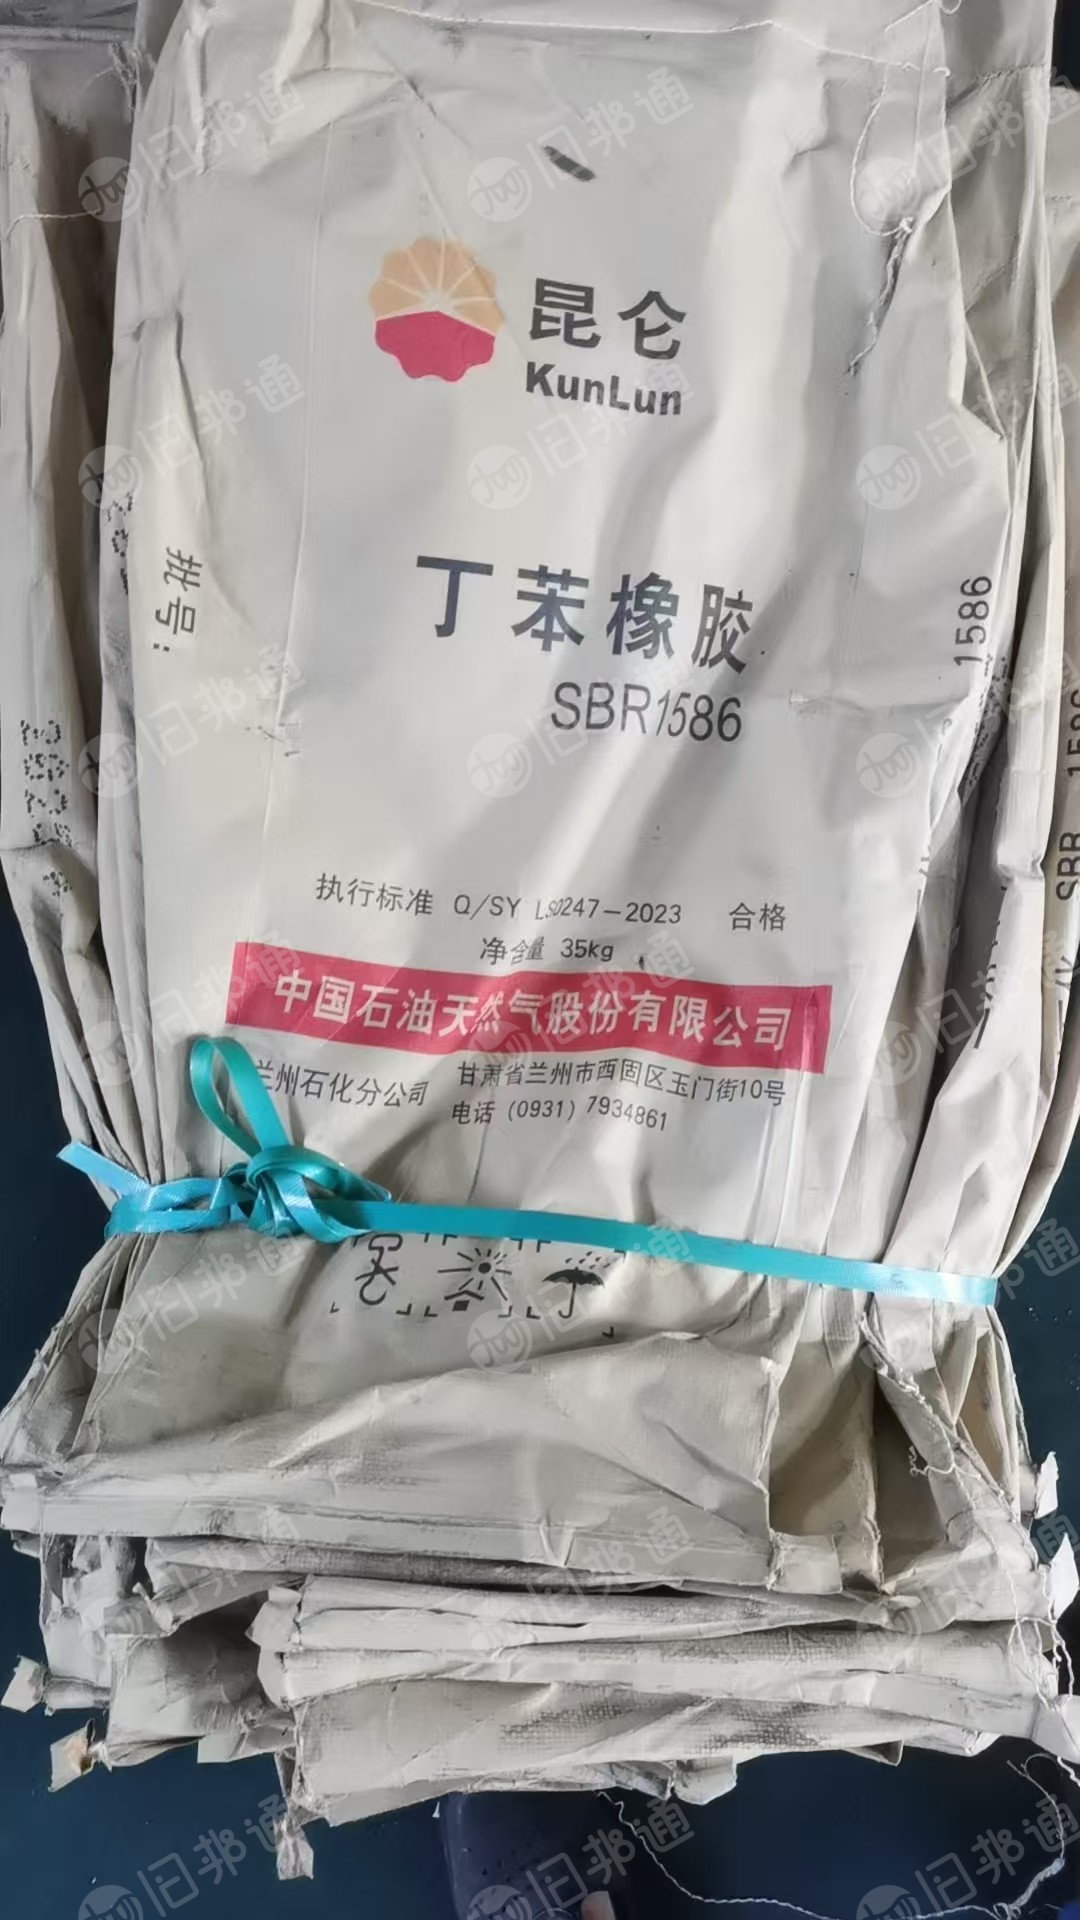 昆仑
KunLun
丁苯橡胶
SBR1586
批号：
1586
SBR 158
执行标准 Q/SY LS0247-2023 合格
净含量 35kg
中国石油天然气股份有限公司
兰州石化分公司 甘肃省兰州市西固区玉门街10号
电话（0931）7934861
旧邦通